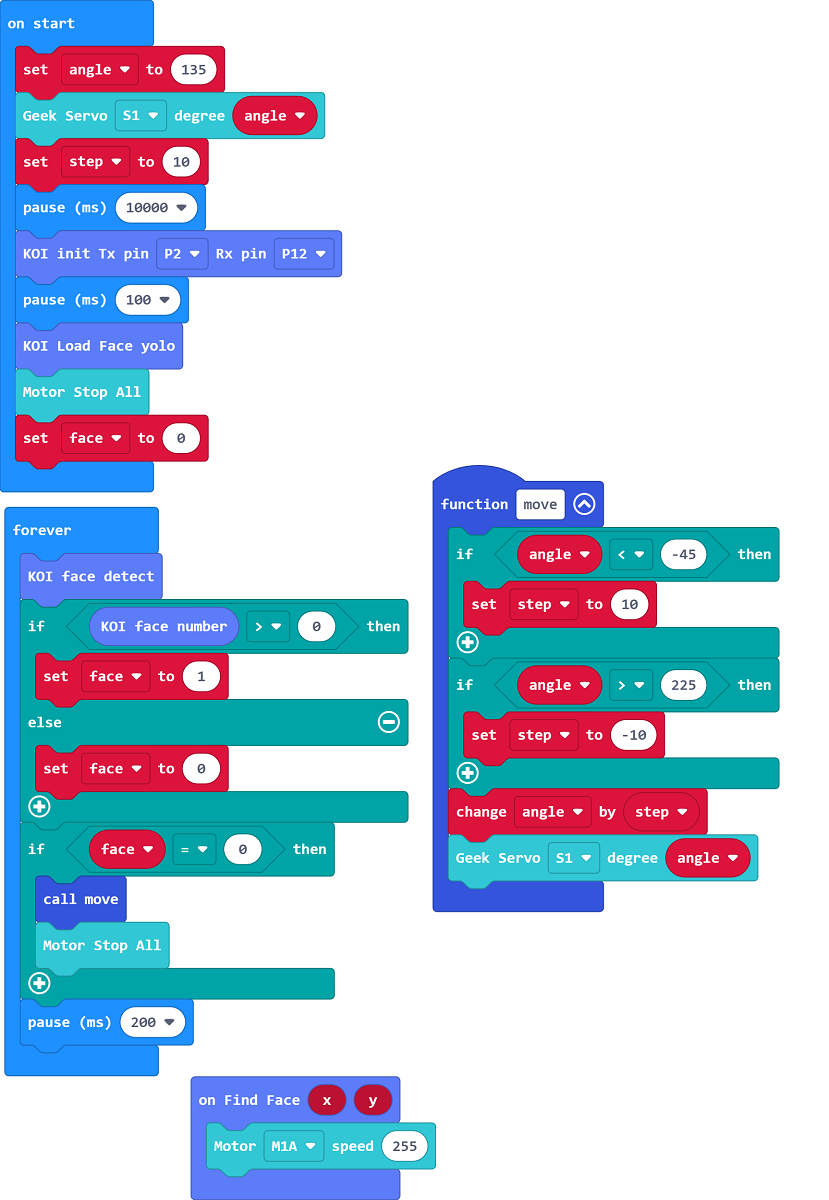 on start
set angle to 135
Geek Servo S1 degree angle
set step to 10
pause (ms) 10000
KOI init Tx pin P2 Rx pin P12
pause (ms) 100
KOI Load Face yolo
Motor Stop All
set face to 0
forever
KOI face detect
if KOI face number > 0 then
set face to 1
else
set face to 0
if face = 0 then
call move
Motor Stop All
pause (ms) 200
function move
if angle < -45 then
set step to 10
if angle > 225 then
set step to -10
change angle by step
Geek Servo S1 degree angle
on Find Face x y
Motor M1A speed 255